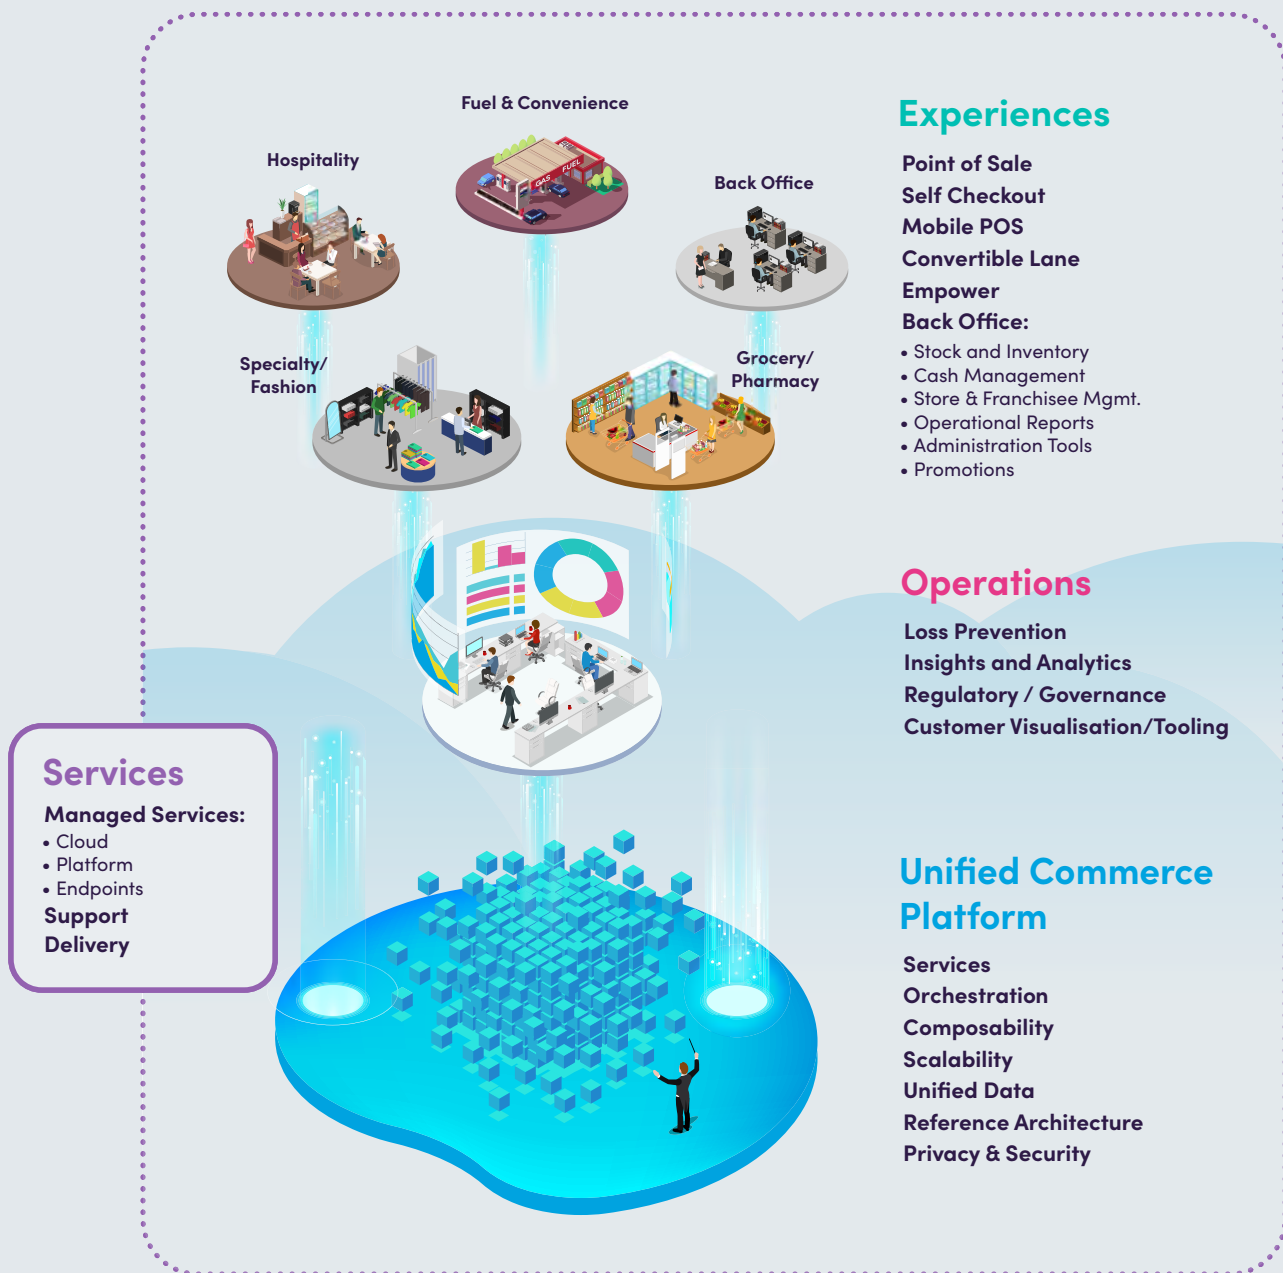 Fuel & Convenience
Hospitality
Back Office
GAS
FUEL
Specialty/
Fashion
Grocery/
Pharmacy
Experiences
Point of Sale
Self Checkout
Mobile POS
Convertible Lane
Empower
Back Office:
• Stock and Inventory
• Cash Management
• Store & Franchisee Mgmt.
• Operational Reports
• Administration Tools
• Promotions
Operations
Loss Prevention
Insights and Analytics
Regulatory / Governance
Customer Visualisation/Tooling
Services
Managed Services:
• Cloud
• Platform
• Endpoints
Support
Delivery
Unified Commerce
Platform
Services
Orchestration
Composability
Scalability
Unified Data
Reference Architecture
Privacy & Security